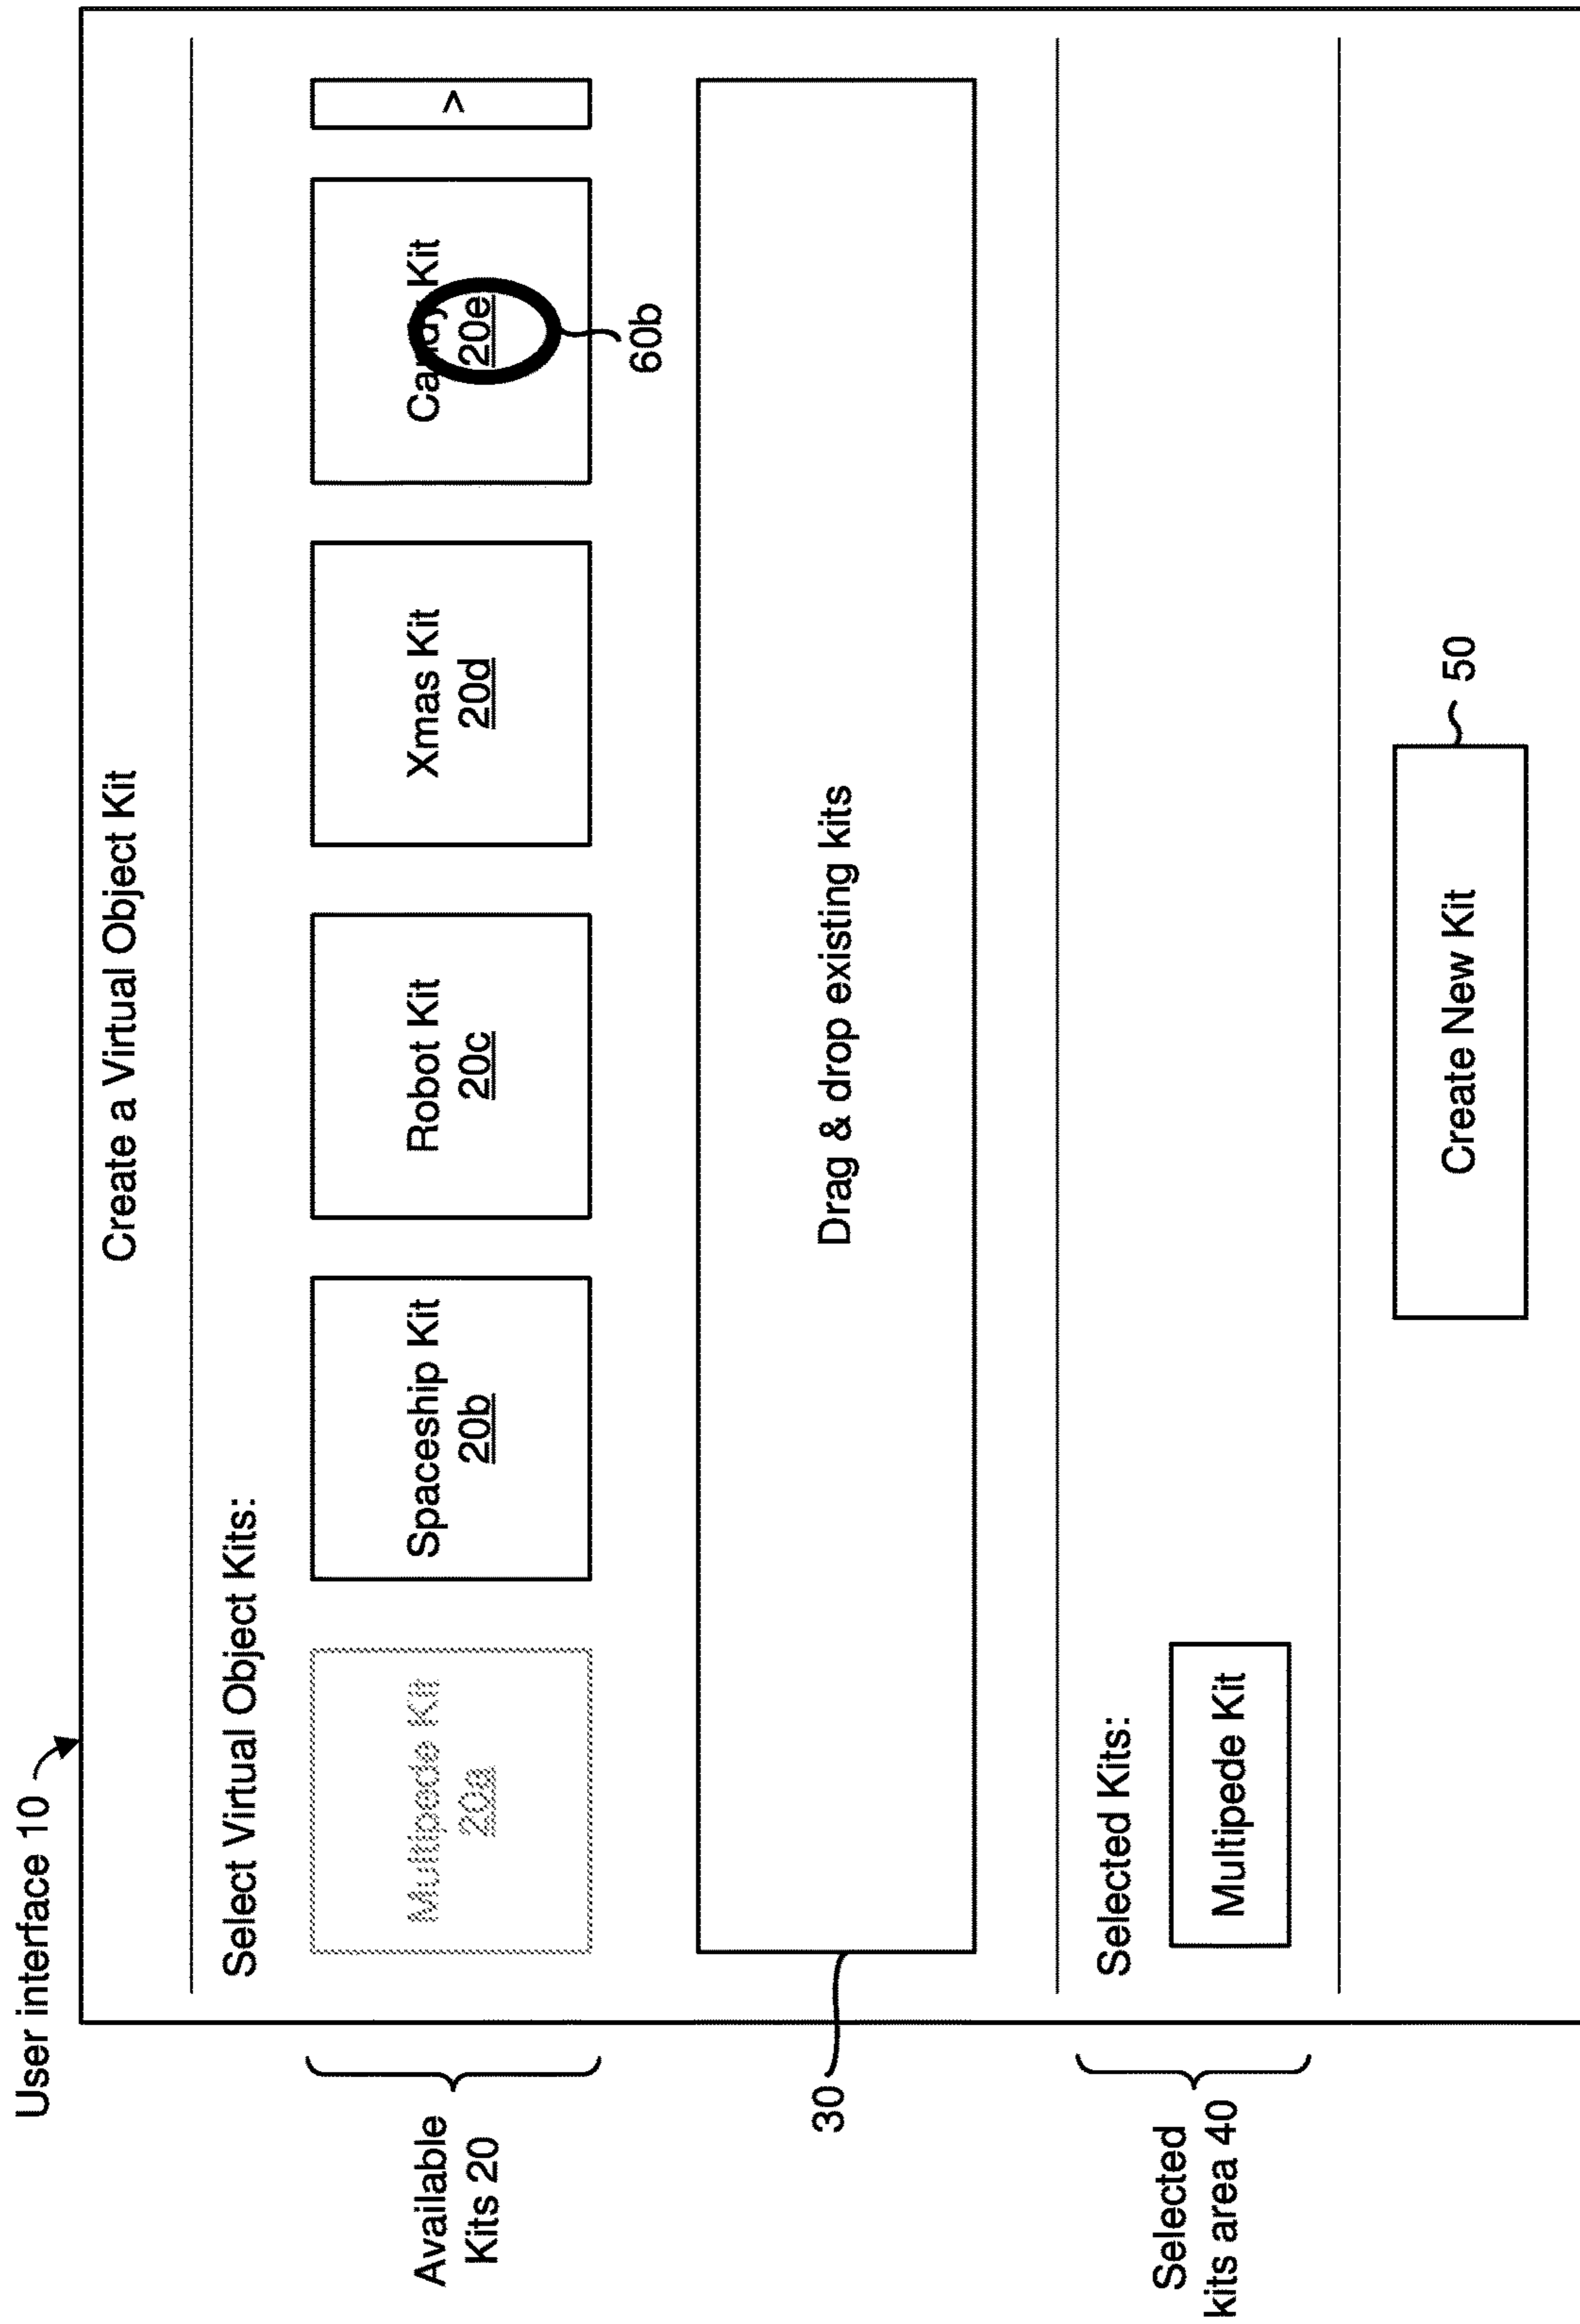 User interface 10
Create a Virtual Object Kit
Select Virtual Object Kits:
Available
Kits 20
Multipede Kit
20a
Spaceship Kit
20b
Robot Kit
20c
Xmas Kit
20d
Candy Kit
20e
>
60b
30
Drag & drop existing kits
Selected
kits area 40
Selected Kits:
Multipede Kit
Create New Kit
50